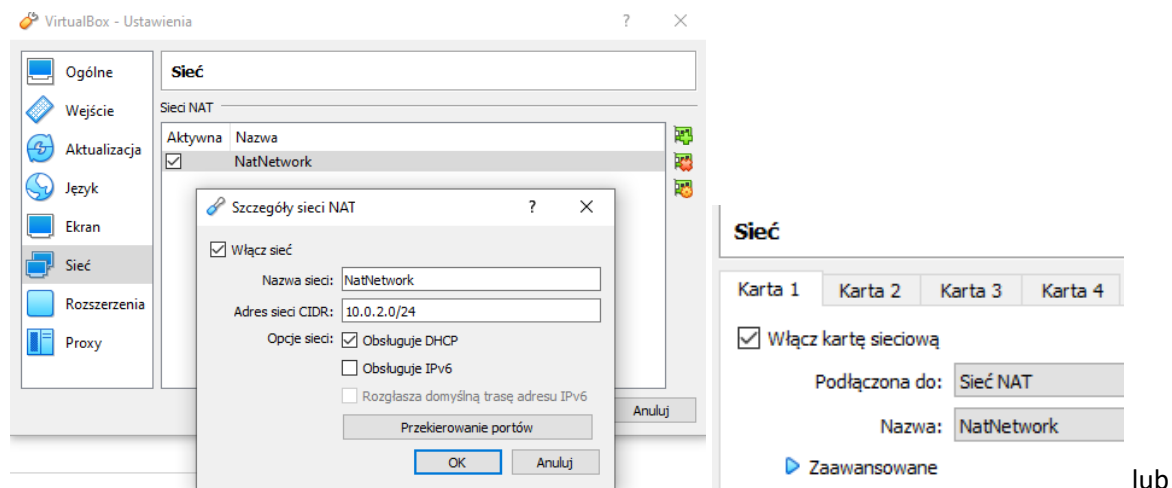 VirtualBox - Ustawienia ? ×
Ogólne
Wejście
Aktualizacja
Język
Ekran
Sieć
Rozszerzenia
Proxy
Sieć
Sieci NAT
Aktywna Nazwa
NatNetwork
Anuluj
Szczegóły sieci NAT ? ×
Włącz sieć
Nazwa sieci: NatNetwork
Adres sieci CIDR: 10.0.2.0/24
Opcje sieci: Obsługuje DHCP
Obsługuje IPv6
Rozgłasza domyślną trasę adresu IPv6
Przekierowanie portów
OK Anuluj
Sieć
Karta 1 Karta 2 Karta 3 Karta 4
Włącz kartę sieciową
Podłączona do: Sieć NAT
Nazwa: NatNetwork
Zaawansowane
lub